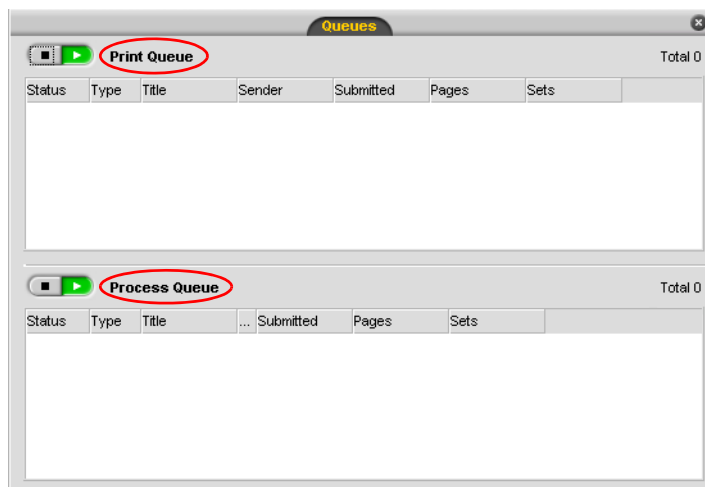 Queues
Print Queue Total 0
Status Type Title Sender Submitted Pages Sets
Process Queue Total 0
Status Type Title ... Submitted Pages Sets